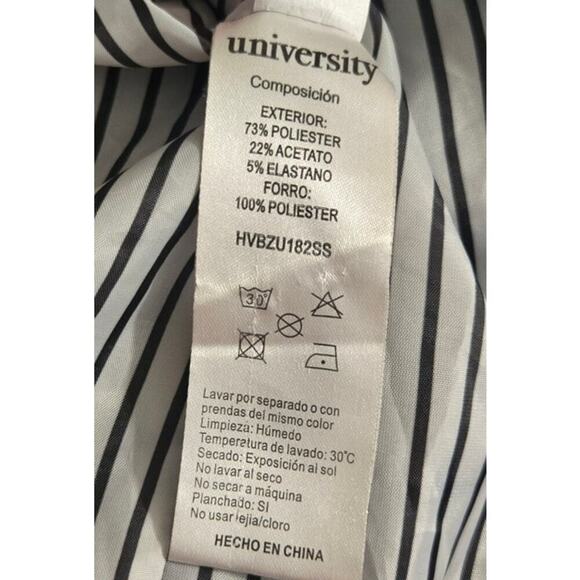 university
Composición
EXTERIOR:
73% POLIESTER
22% ACETATO
5% ELASTANO
FORRO:
100% POLIESTER
HVBZU182SS
30°
Lavar por separado o con
prendas del mismo color
Limpieza: Húmedo
Temperatura de lavado: 30°C
Secado: Exposición al sol
No lavar al seco
No secar a máquina
Planchado: SI
No usar lejia/cloro
HECHO EN CHINA